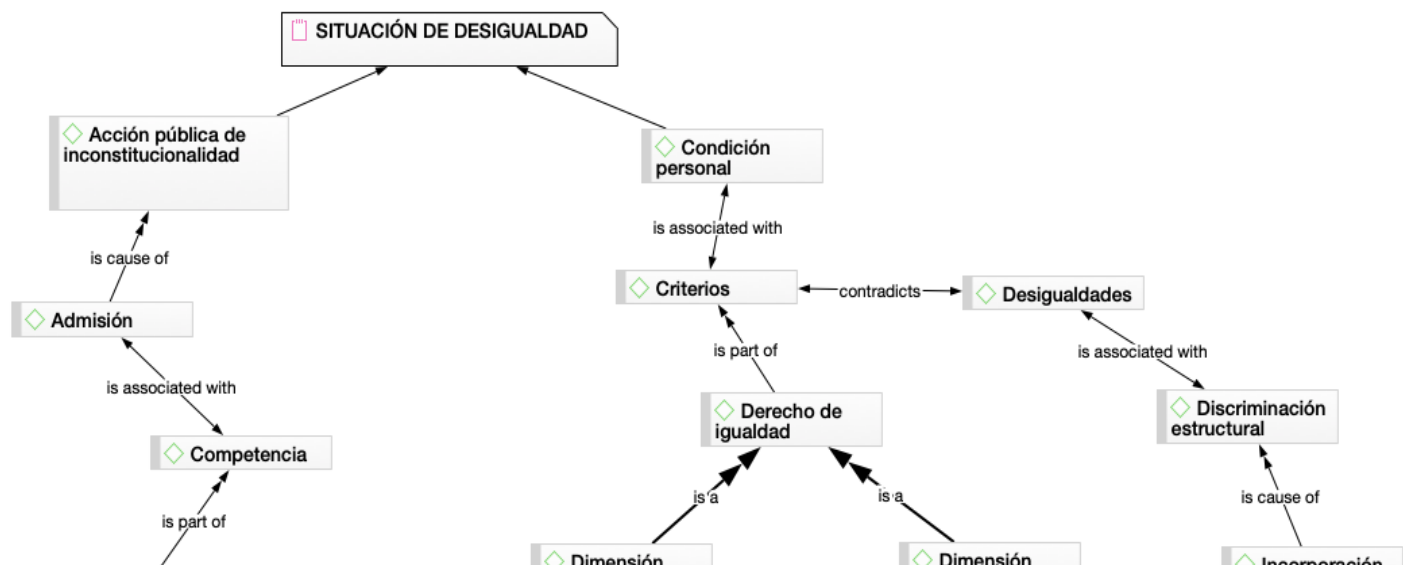 SITUACIÓN DE DESIGUALDAD
Acción pública de
inconstitucionalidad
Condición
personal
is associated with
is cause of
Criterios
contradicts
Desigualdades
Admisión
is part of
is associated with
is associated with
Derecho de
igualdad
Discriminación
estructural
Competencia
is a
is a
is cause of
is part of
Dimensión
Dimensión
Incorporación